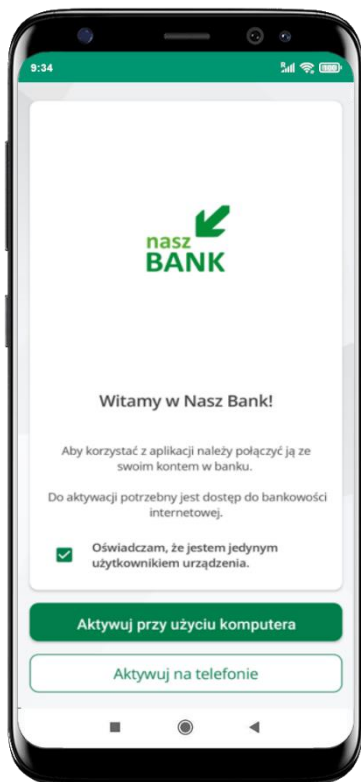 9:34
100
nasz
BANK
Witamy w Nasz Bank!
Aby korzystać z aplikacji należy połączyć ją ze
swoim kontem w banku.
Do aktywacji potrzebny jest dostęp do bankowości
internetowej.
Oświadczam, że jestem jedynym
użytkownikiem urządzenia.
Aktywuj przy użyciu komputera
Aktywuj na telefonie